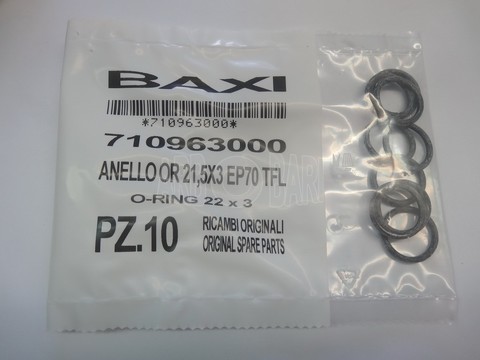 BAXI
*710963000*
710963000
ANELLO OR 21,5X3 EP70 TFL
O-RING 22 x 3
PZ.10
RICAMBI ORIGINALI
ORIGINAL SPARE PARTS